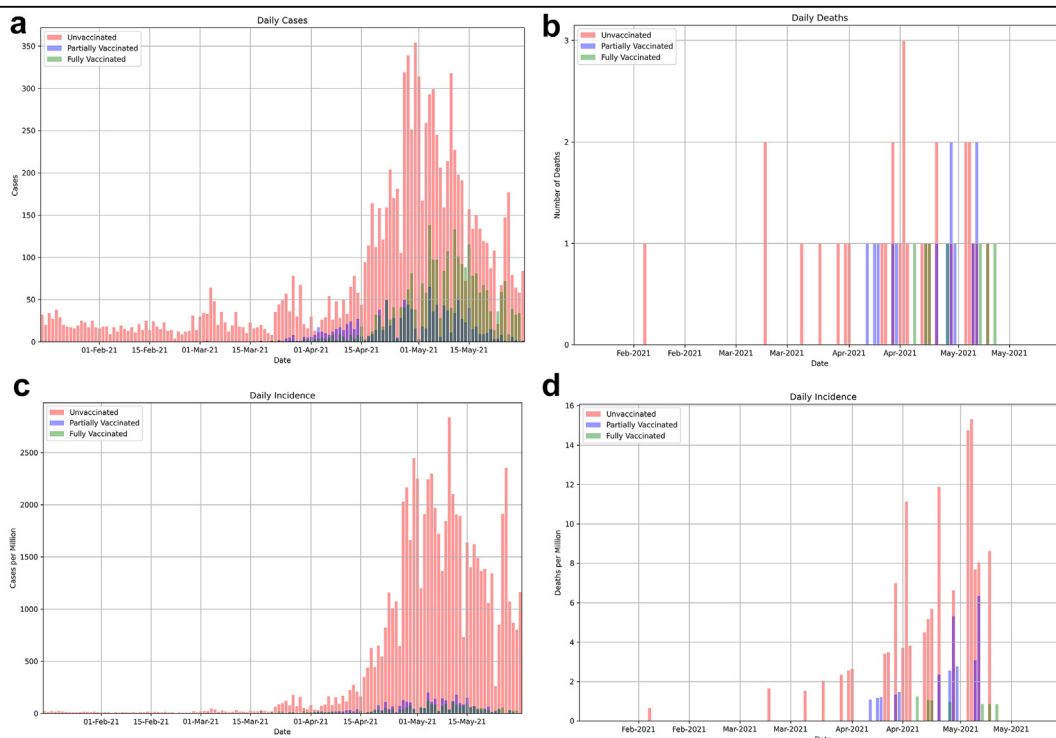 a
Daily Cases
Unvaccinated
Partially Vaccinated
Fully Vaccinated
350
300
250
200
150
100
50
0
Cases
01-Feb-21 15-Feb-21 01-Mar-21 15-Mar-21 01-Apr-21 15-Apr-21 01-May-21 15-May-21
Date
b
Daily Deaths
Unvaccinated
Partially Vaccinated
Fully Vaccinated
3
2
1
0
Number of Deaths
Feb-2021 Feb-2021 Mar-2021 Mar-2021 Apr-2021 Apr-2021 May-2021 May-2021
Date
c
Daily Incidence
Unvaccinated
Partially Vaccinated
Fully Vaccinated
2500
2000
1500
1000
500
0
Cases per Million
01-Feb-21 15-Feb-21 01-Mar-21 15-Mar-21 01-Apr-21 15-Apr-21 01-May-21 15-May-21
Date
d
Daily Incidence
Unvaccinated
Partially Vaccinated
Fully Vaccinated
16
14
12
10
8
6
4
2
0
Deaths per Million
Feb-2021 Feb-2021 Mar-2021 Mar-2021 Apr-2021 Apr-2021 May-2021 May-2021
Date